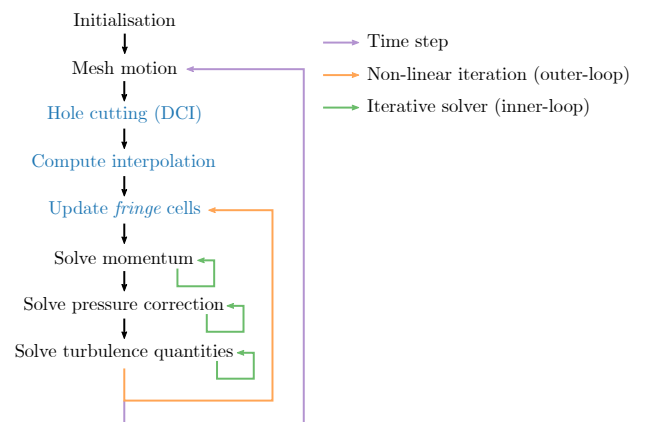 Initialisation
Mesh motion
Hole cutting (DCI)
Compute interpolation
Update fringe cells
Solve momentum
Solve pressure correction
Solve turbulence quantities
Time step
Non-linear iteration (outer-loop)
Iterative solver (inner-loop)